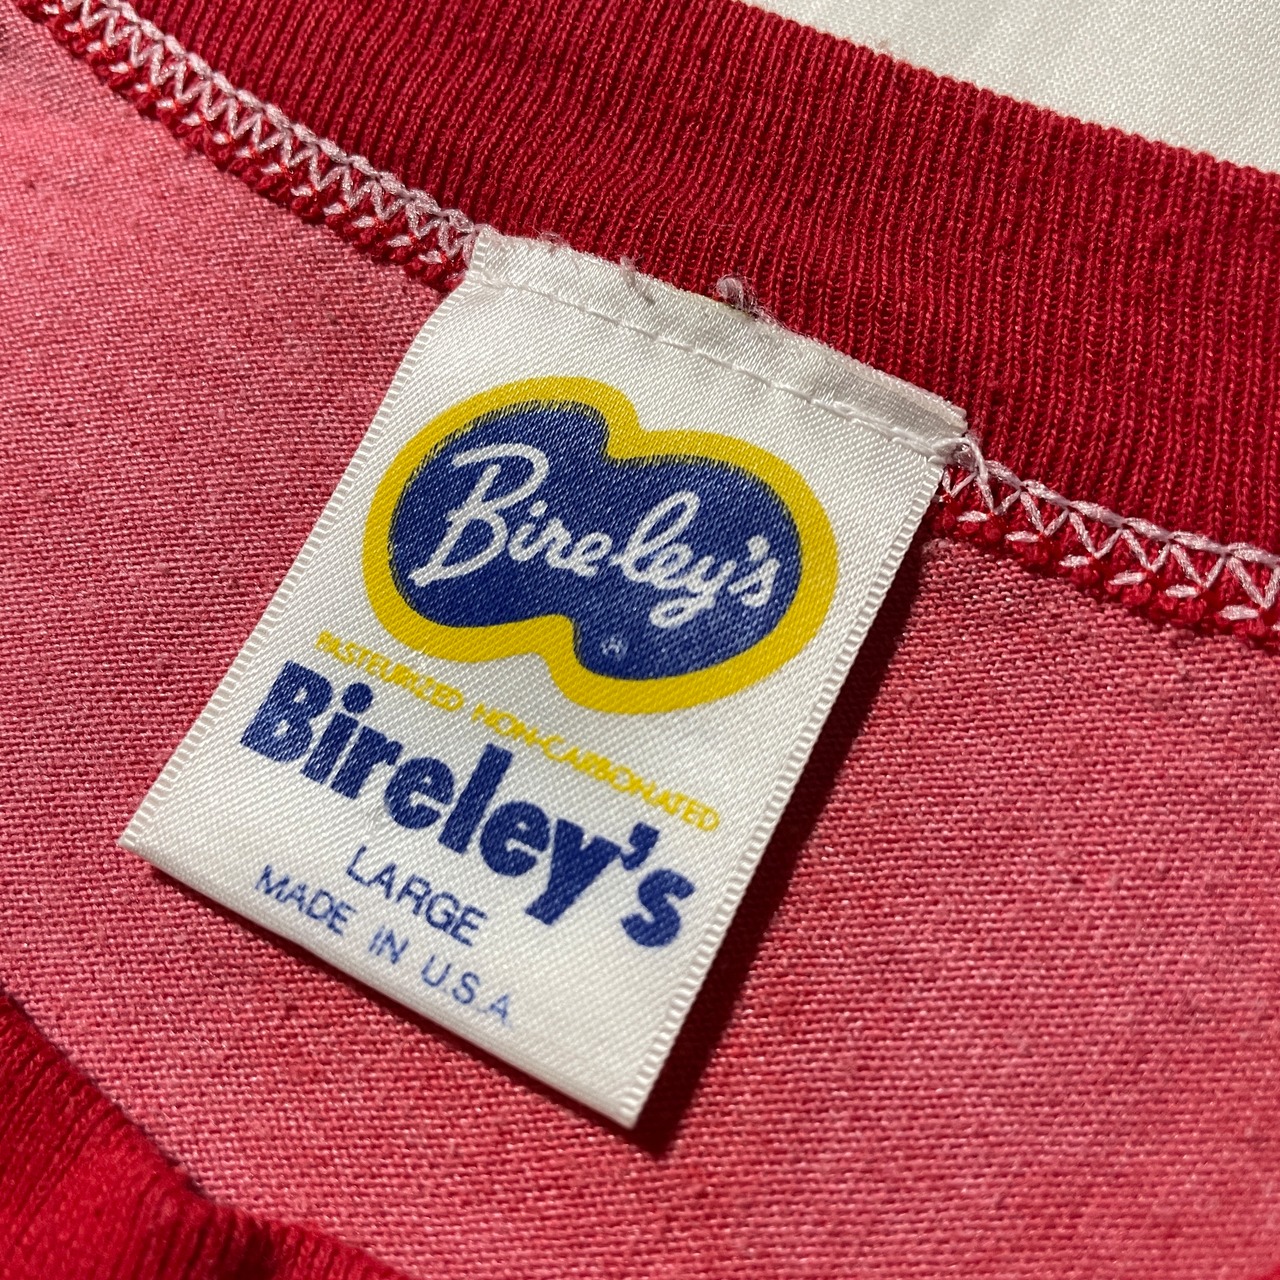 Bireley's
PASTEURIZED NON-CARBONATED
Bireley's
LARGE
MADE IN U.S.A.